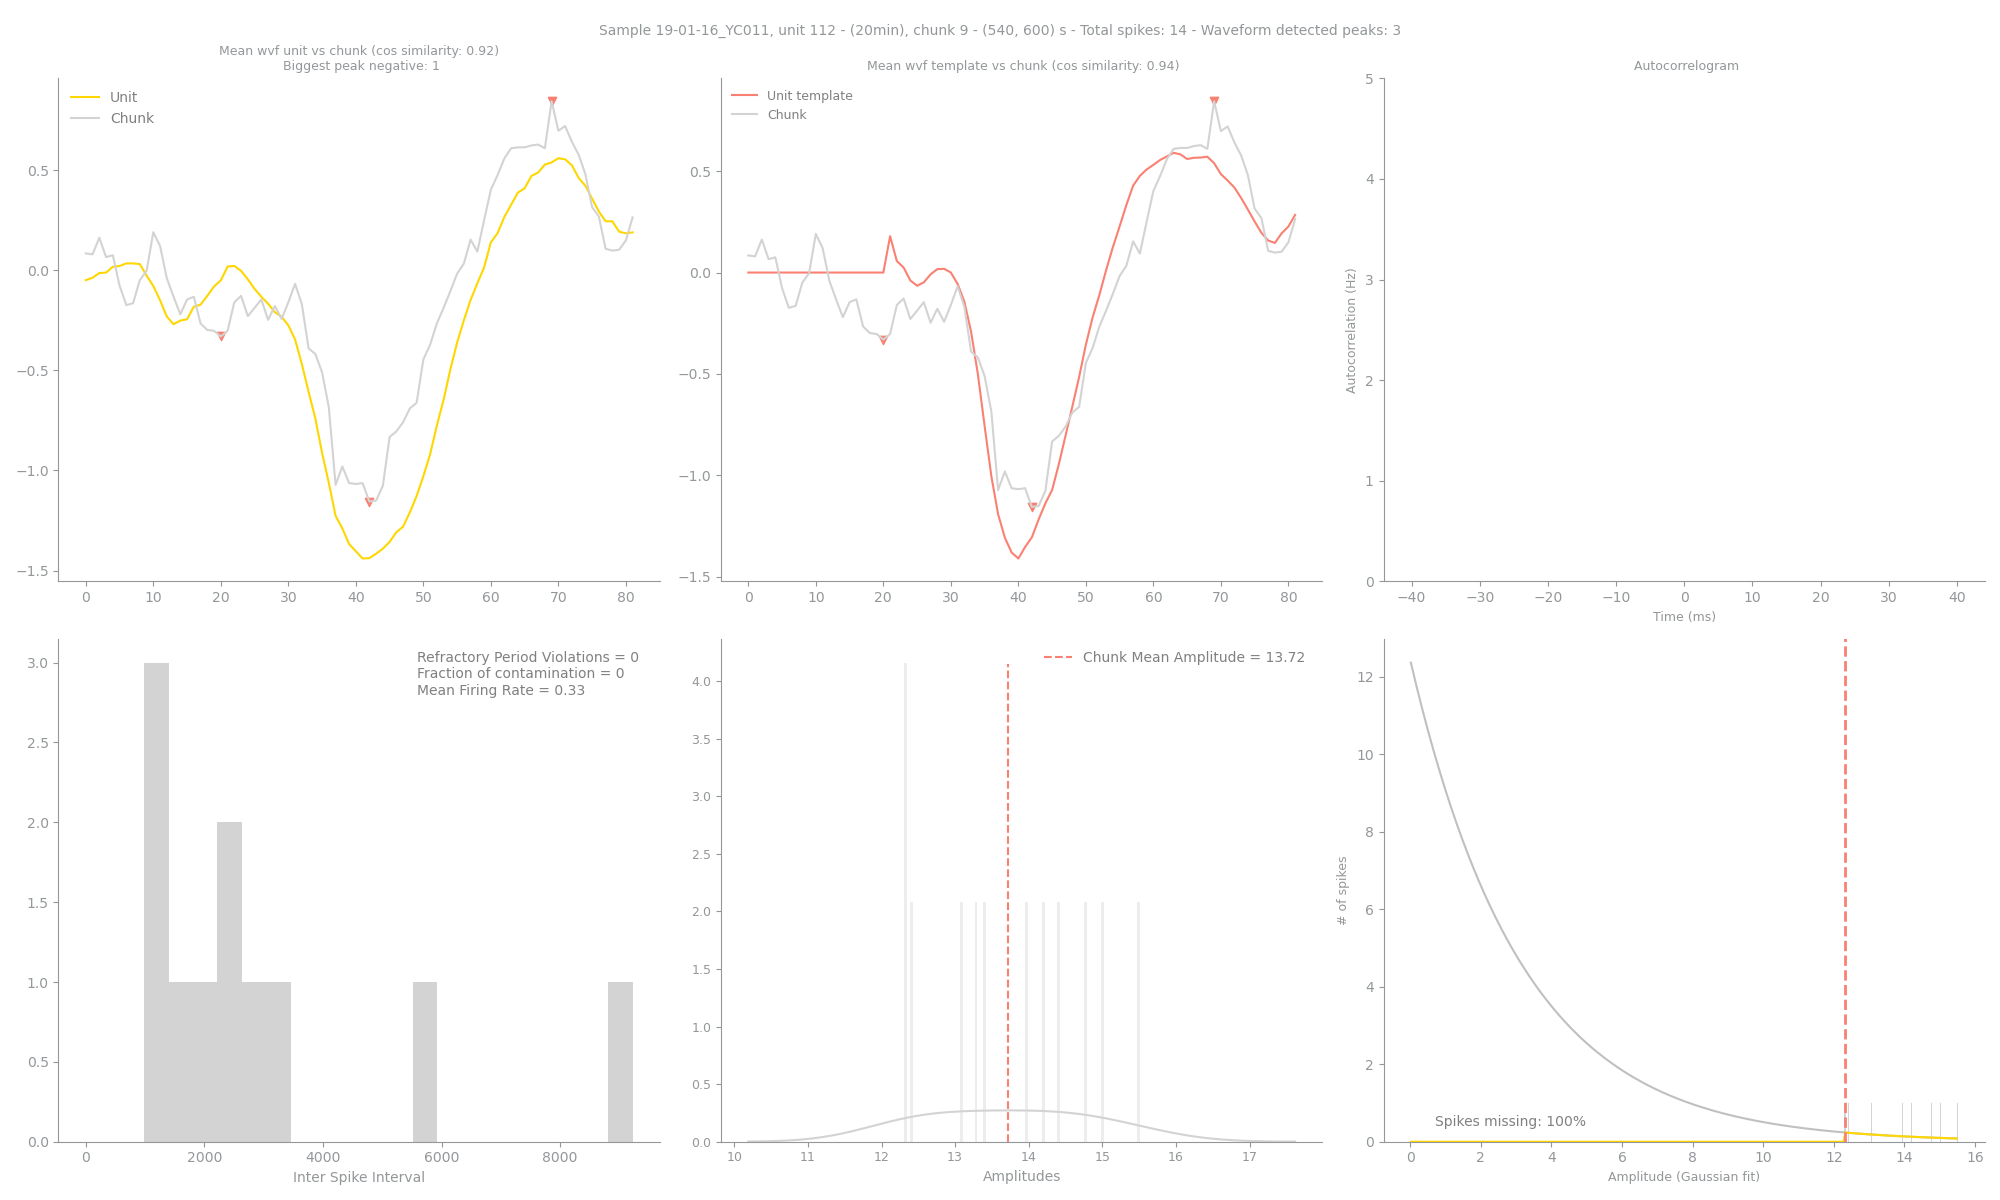 Sample 19-01-16_YC011, unit 112 - (20min), chunk 9 - (540, 600) s - Total spikes: 14 - Waveform detected peaks: 3
Mean wvf unit vs chunk (cos similarity: 0.92)
Biggest peak negative: 1
Unit
Chunk
0.5
0.0
−0.5
−1.0
−1.5
0 10 20 30 40 50 60 70 80
Mean wvf template vs chunk (cos similarity: 0.94)
Unit template
Chunk
0.5
0.0
−0.5
−1.0
−1.5
0 10 20 30 40 50 60 70 80
Autocorrelogram
Autocorrelation (Hz)
5
4
3
2
1
0
−40 −30 −20 −10 0 10 20 30 40
Time (ms)
Refractory Period Violations = 0
Fraction of contamination = 0
Mean Firing Rate = 0.33
3.0
2.5
2.0
1.5
1.0
0.5
0.0
0 2000 4000 6000 8000
Inter Spike Interval
Chunk Mean Amplitude = 13.72
4.0
3.5
3.0
2.5
2.0
1.5
1.0
0.5
0.0
10 11 12 13 14 15 16 17
Amplitudes
# of spikes
12
10
8
6
4
2
0
Spikes missing: 100%
0 2 4 6 8 10 12 14 16
Amplitude (Gaussian fit)